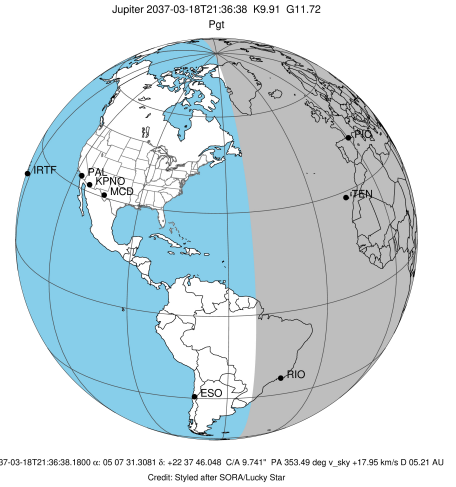 Jupiter 2037-03-18T21:36:38 K9.91 G11.72
Pgt
PIC
IRTF
PAL
KPNO
MCD
TEN
RIO
ESO
37-03-18T21:36:38.1800 α: 05 07 31.3081 δ: +22 37 46.048 C/A 9.741" PA 353.49 deg v_sky +17.95 km/s D 05.21 AU
Credit: Styled after SORA/Lucky Star